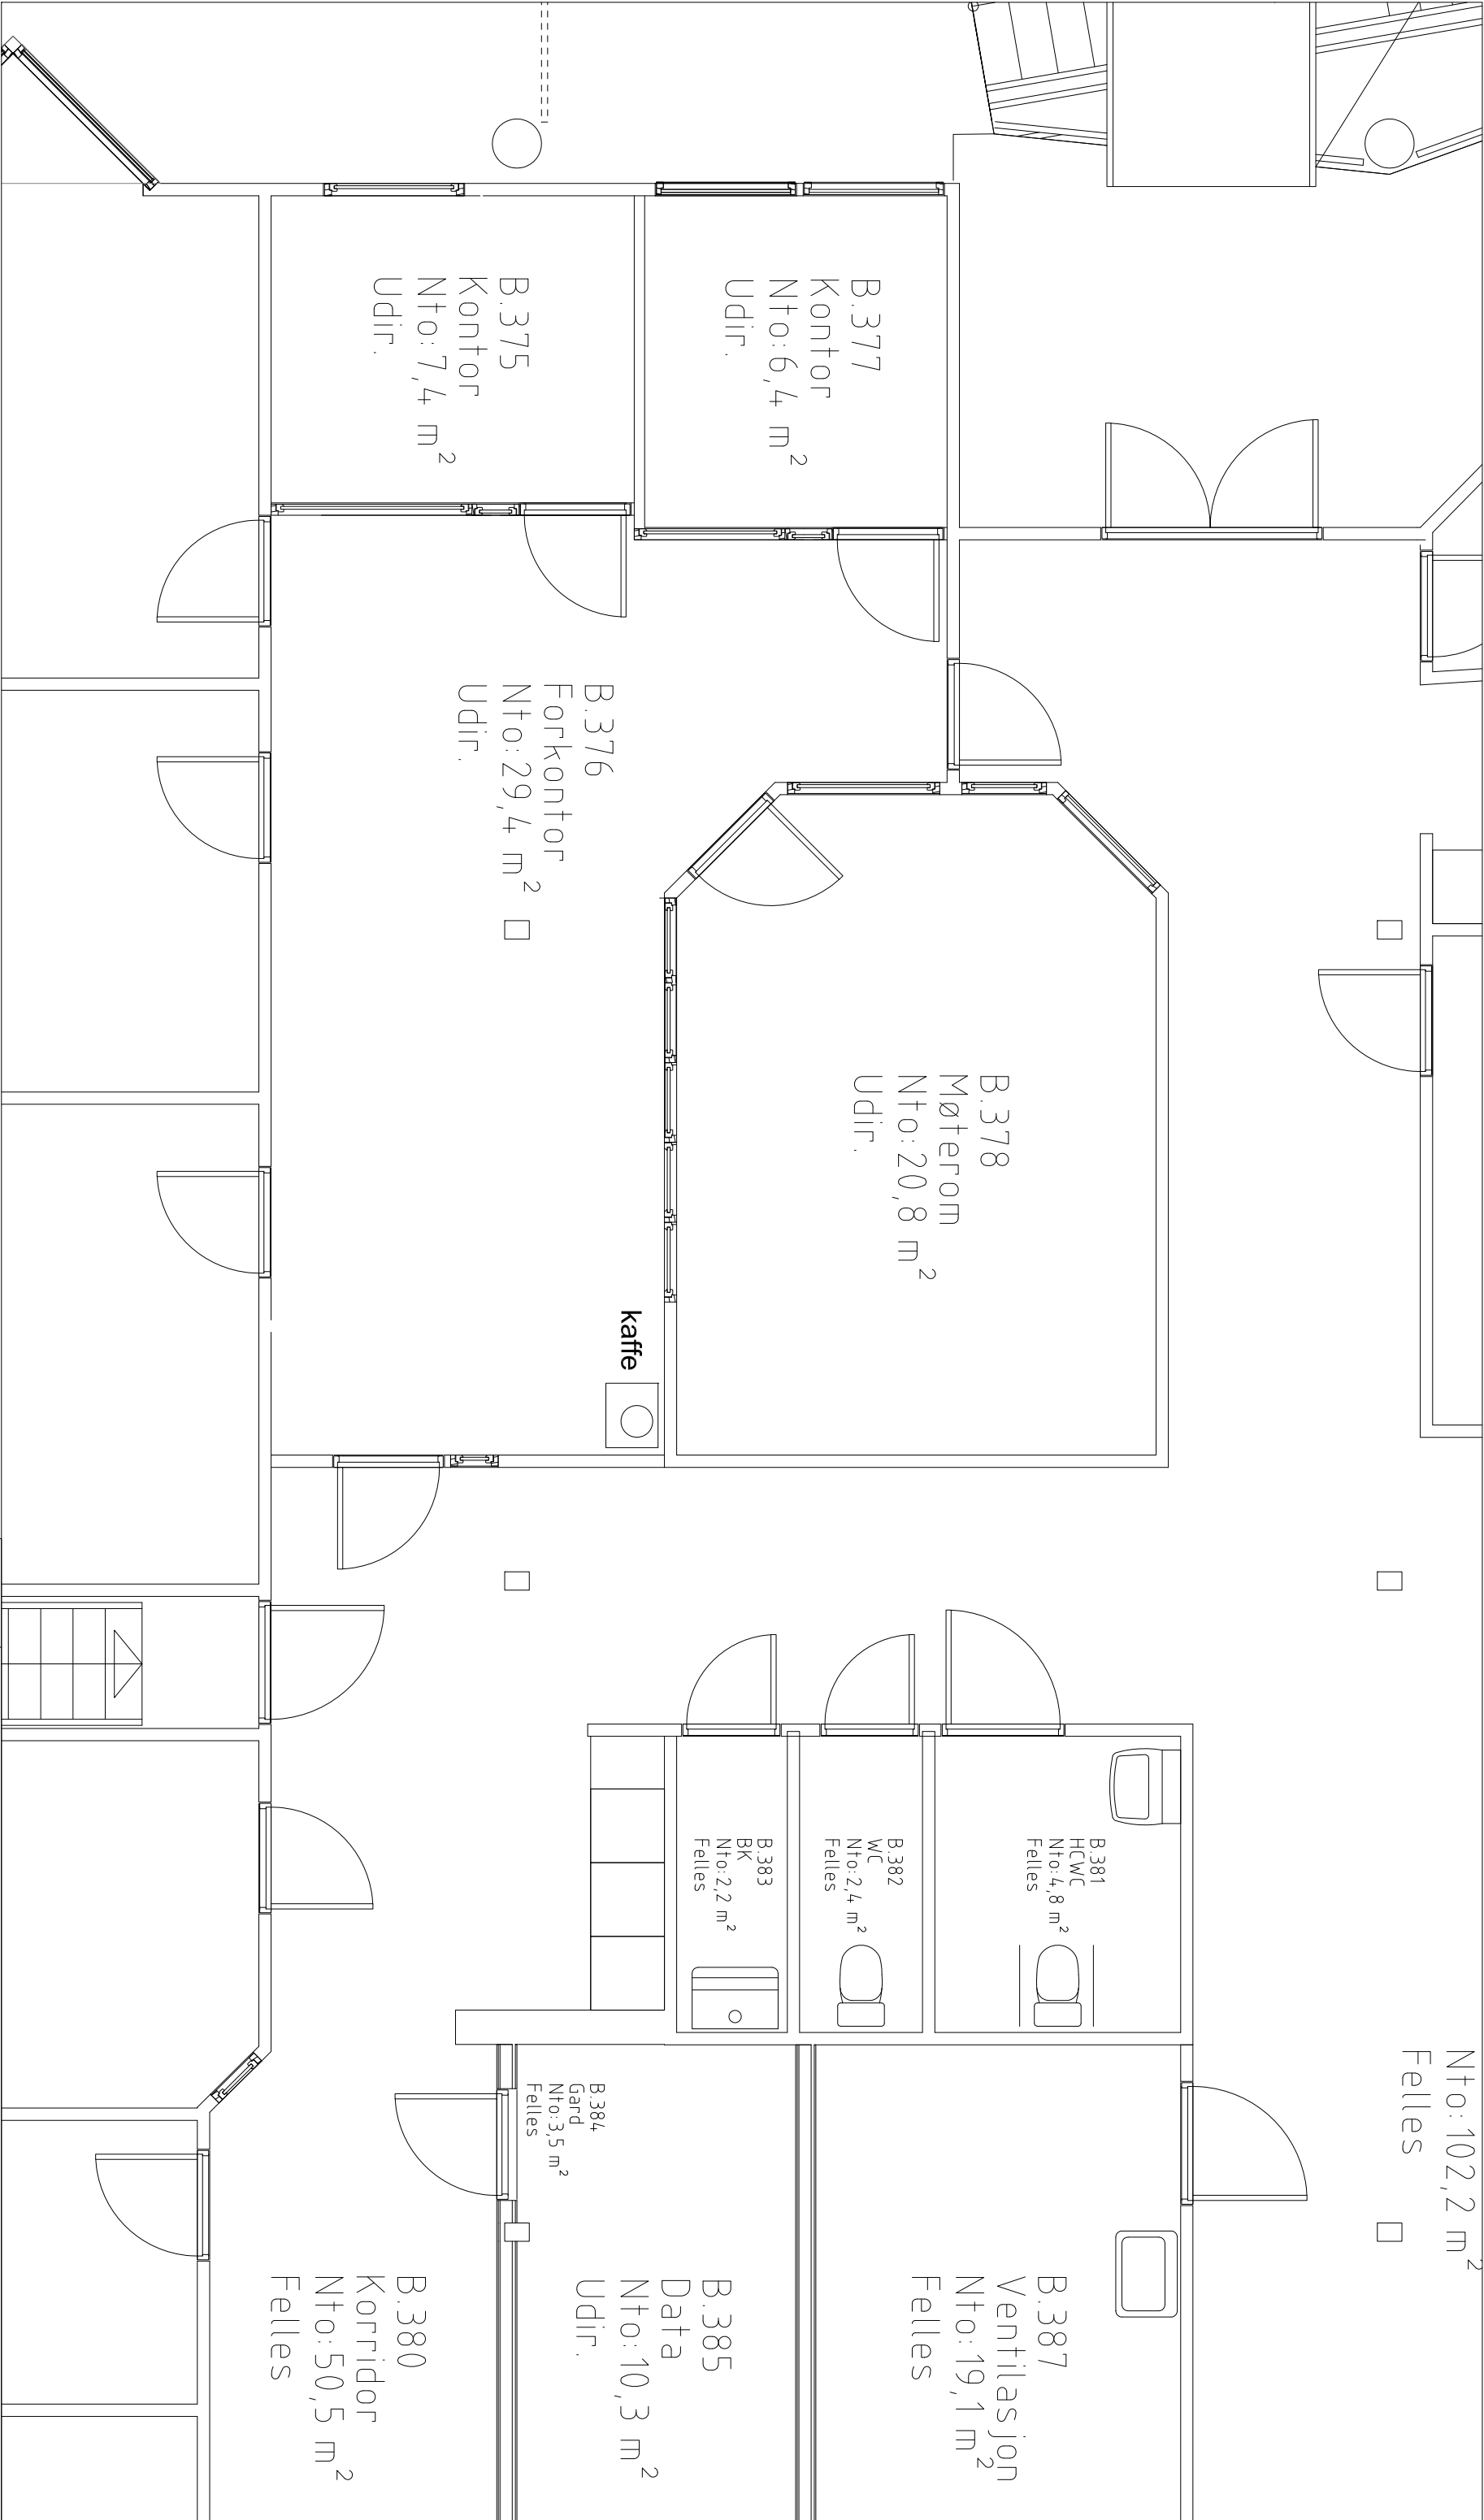 B.375
Kontor
Nto:7,4 m²
Udir.
B.377
Kontor
Nto:6,4 m²
Udir.
B.376
Forkontor
Nto:29,4 m²
Udir.
B.378
Møterom
Nto:20,8 m²
Udir.
kaffe
B.383
BK
Nto:2,2 m²
Felles
B.382
WC
Nto:2,4 m²
Felles
B.381
HCWC
Nto:4,8 m²
Felles
Nto:102,2 m²
Felles
B.384
Gard
Nto:3,5 m²
Felles
B.380
Korridor
Nto:50,5 m²
Felles
B.385
Data
Nto:10,3 m²
Udir.
B.387
Ventilasjon
Nto:19,1 m²
Felles